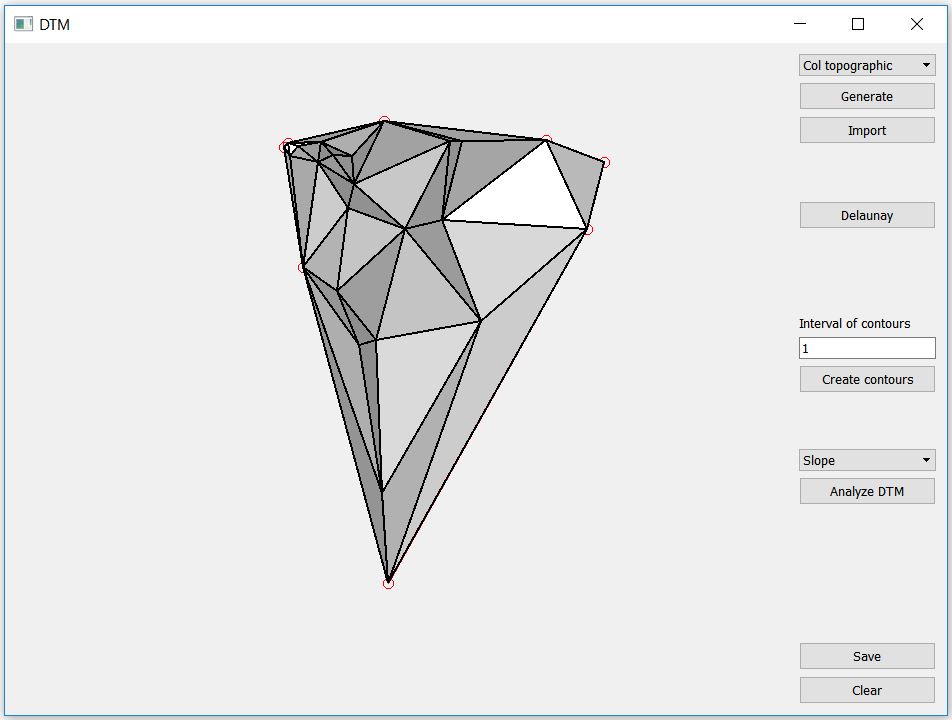 DTM
Col topographic
Generate
Import
Delaunay
Interval of contours
1
Create contours
Slope
Analyze DTM
Save
Clear